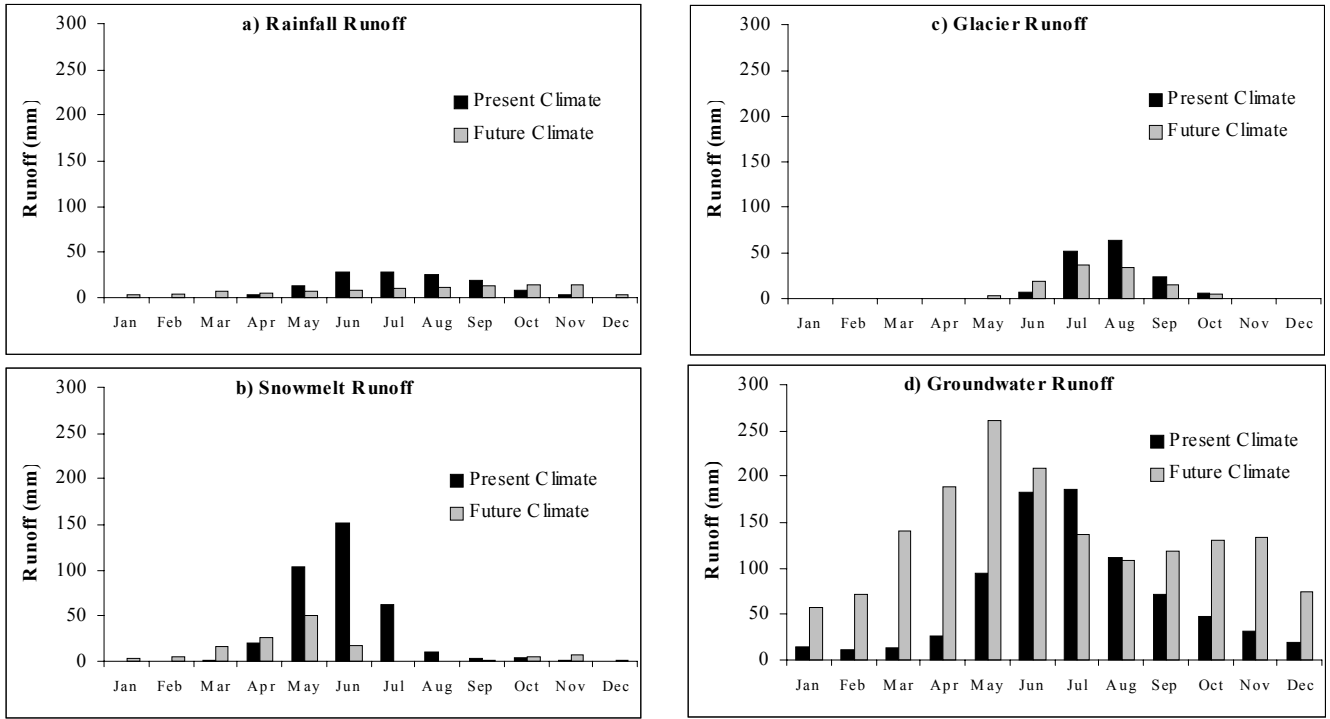 a) Rainfall Runoff
300
250
200
150
100
50
0
Runoff (mm)
Present Climate
Future Climate
Jan Feb Mar Apr May Jun Jul Aug Sep Oct Nov Dec
b) Snowmelt Runoff
300
250
200
150
100
50
0
Runoff (mm)
Present Climate
Future Climate
Jan Feb Mar Apr May Jun Jul Aug Sep Oct Nov Dec
c) Glacier Runoff
300
250
200
150
100
50
0
Runoff (mm)
Present Climate
Future Climate
Jan Feb Mar Apr May Jun Jul Aug Sep Oct Nov Dec
d) Groundwater Runoff
300
250
200
150
100
50
0
Runoff (mm)
Present Climate
Future Climate
Jan Feb Mar Apr May Jun Jul Aug Sep Oct Nov Dec